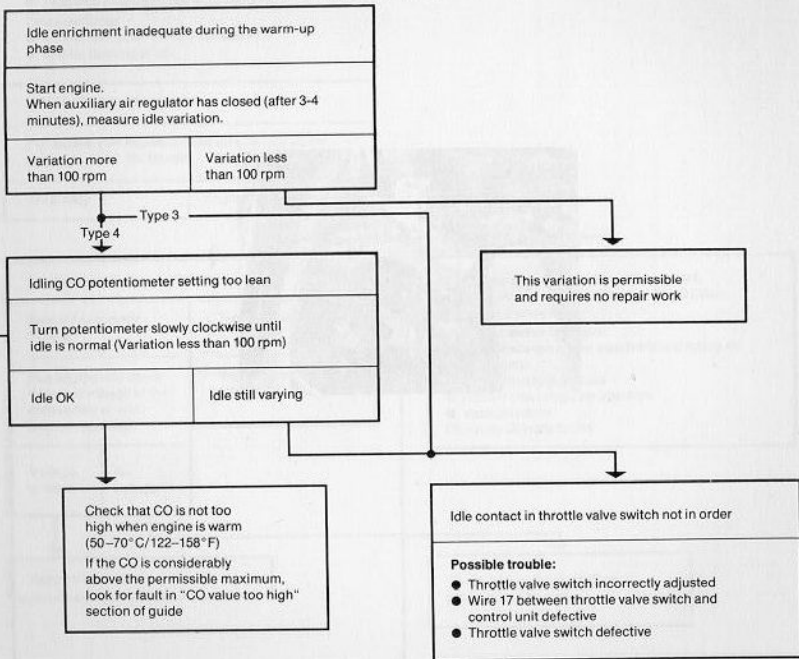 Idle enrichment inadequate during the warm-up
phase
Start engine.
When auxiliary air regulator has closed (after 3-4
minutes), measure idle variation.
Variation more
than 100 rpm
Variation less
than 100 rpm
Type 3
Type 4
Idling CO potentiometer setting too lean
Turn potentiometer slowly clockwise until
idle is normal (Variation less than 100 rpm)
Idle OK
Idle still varying
This variation is permissible
and requires no repair work
Check that CO is not too
high when engine is warm
(50–70°C/122–158°F)
If the CO is considerably
above the permissible maximum,
look for fault in "CO value too high"
section of guide
Idle contact in throttle valve switch not in order
Possible trouble:
● Throttle valve switch incorrectly adjusted
● Wire 17 between throttle valve switch and
control unit defective
● Throttle valve switch defective